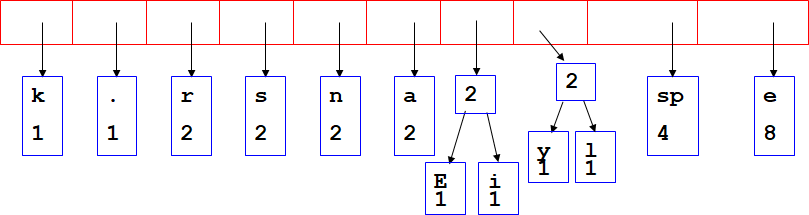 k . r s n a 2 2 sp e
1 1 2 2 2 2 4 8
E i y l
1 1 1 1